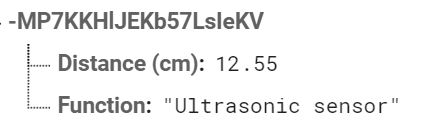 -MP7KKHlJEKb57LsleKV
Distance (cm): 12.55
Function: "Ultrasonic sensor"